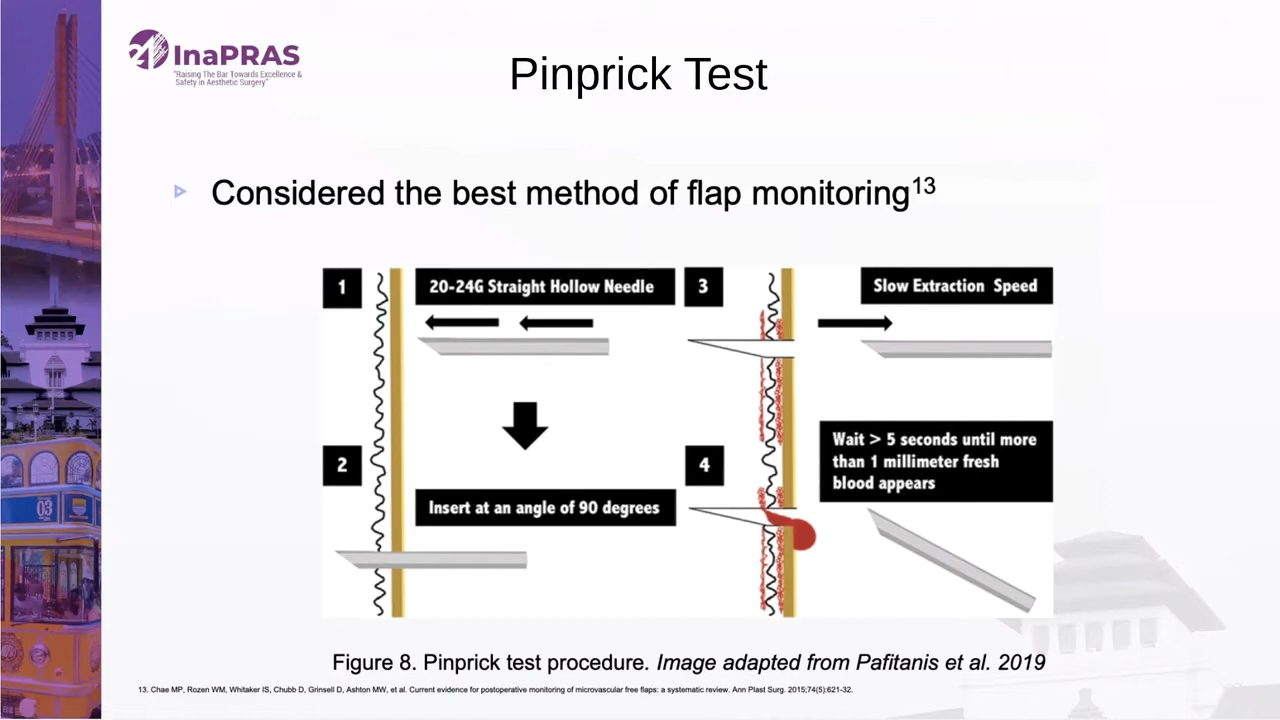 21 InaPRAS
"Raising The Bar Towards Excellence &
Safety in Aesthetic Surgery"
Pinprick Test
Considered the best method of flap monitoring13
1
20-24G Straight Hollow Needle
2
Insert at an angle of 90 degrees
3
Slow Extraction Speed
4
Wait > 5 seconds until more
than 1 millimeter fresh
blood appears
03
Figure 8. Pinprick test procedure. Image adapted from Pafitanis et al. 2019
13. Chae MP, Rozen WM, Whitaker IS, Chubb D, Grinsell D, Ashton MW, et al. Current evidence for postoperative monitoring of microvascular free flaps: a systematic review. Ann Plast Surg. 2015;74(5):621-32.